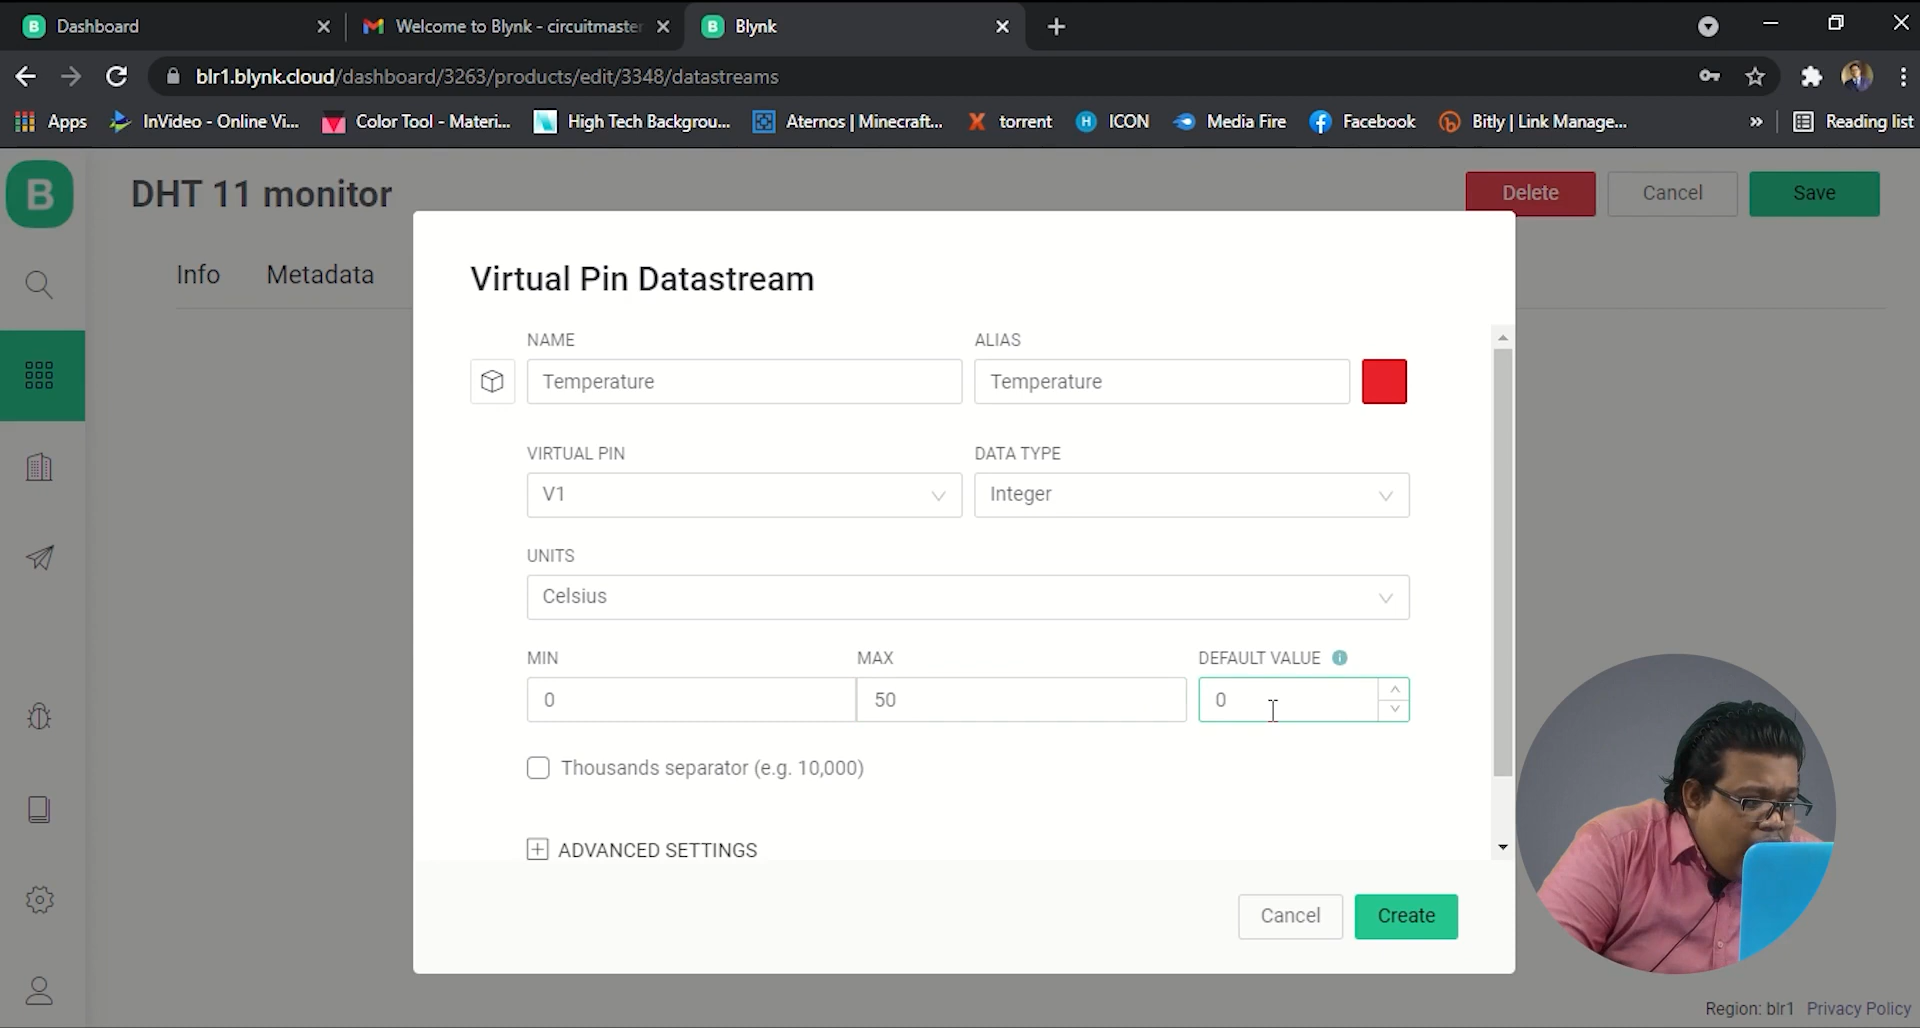 Dashboard
Welcome to Blynk - circuitmaster
Blynk
blr1.blynk.cloud/dashboard/3263/products/edit/3348/datastreams
Apps
InVideo - Online Vi...
Color Tool - Materi...
High Tech Backgrou...
Aternos | Minecraft...
torrent
ICON
Media Fire
Facebook
Bitly | Link Manage...
»
Reading list
B
DHT 11 monitor
Delete
Cancel
Save
Info
Metadata
Virtual Pin Datastream
NAME
ALIAS
Temperature
Temperature
VIRTUAL PIN
DATA TYPE
V1
Integer
UNITS
Celsius
MIN
MAX
DEFAULT VALUE
0
50
0
Thousands separator (e.g. 10,000)
ADVANCED SETTINGS
Cancel
Create
Region: blr1
Privacy Policy